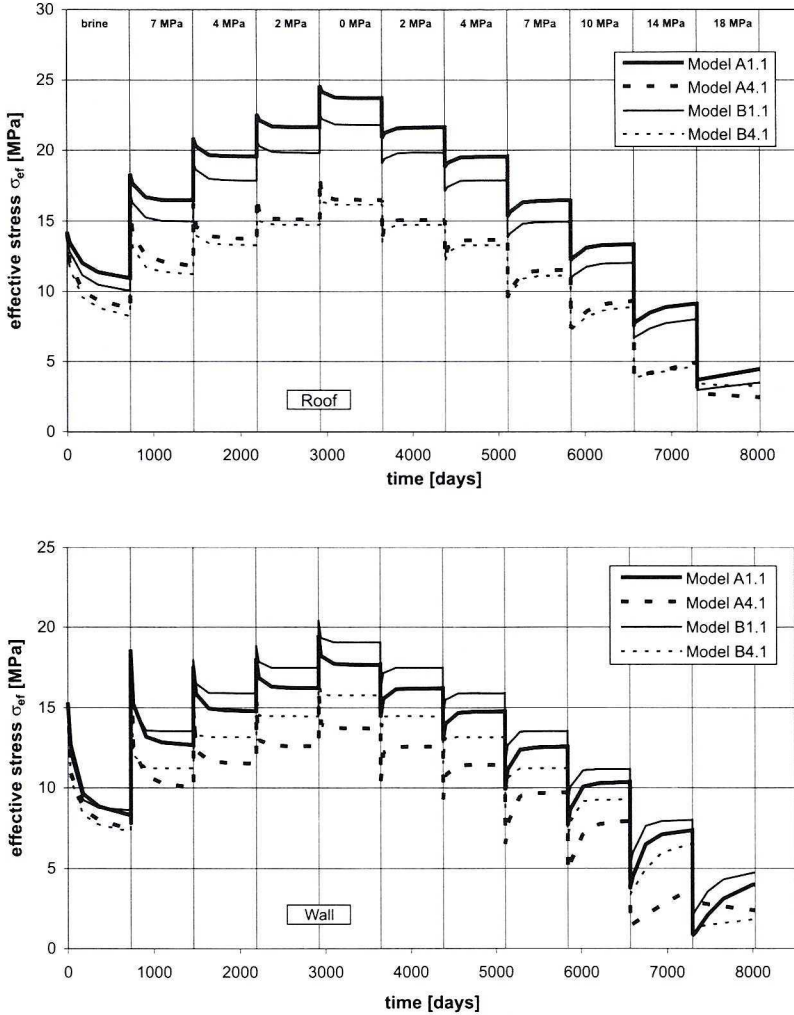 30
25
20
15
10
5
0
effective stress σef [MPa]
brine 7 MPa 4 MPa 2 MPa 0 MPa 2 MPa 4 MPa 7 MPa 10 MPa 14 MPa 18 MPa
Model A1.1
Model A4.1
Model B1.1
Model B4.1
Roof
0 1000 2000 3000 4000 5000 6000 7000 8000
time [days]
25
20
15
10
5
0
effective stress σef [MPa]
Model A1.1
Model A4.1
Model B1.1
Model B4.1
Wall
0 1000 2000 3000 4000 5000 6000 7000 8000
time [days]